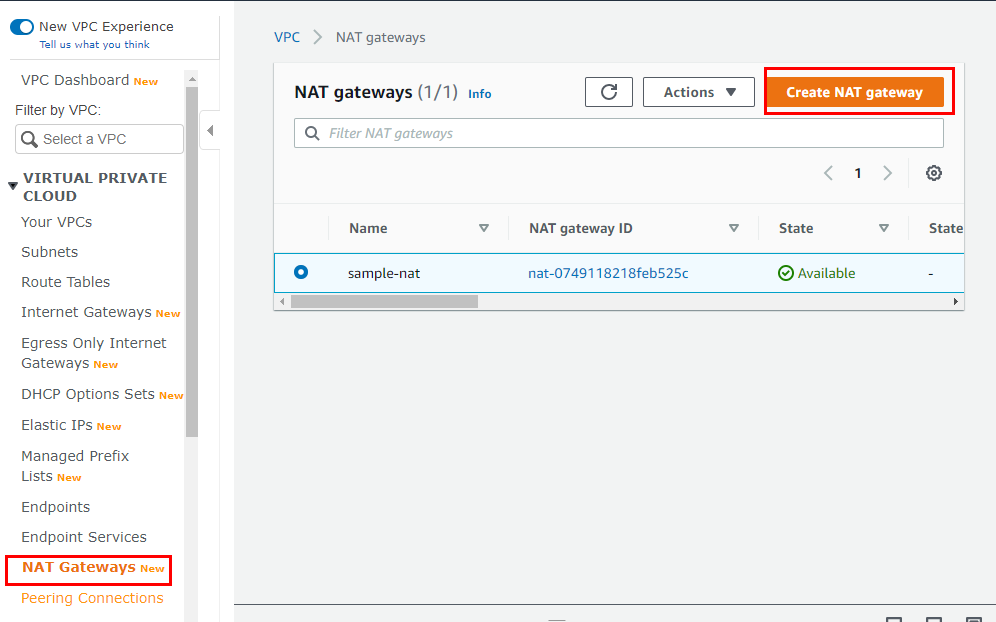 New VPC Experience
Tell us what you think
VPC Dashboard New
Filter by VPC:
Select a VPC
VIRTUAL PRIVATE
CLOUD
Your VPCs
Subnets
Route Tables
Internet Gateways New
Egress Only Internet
Gateways New
DHCP Options Sets New
Elastic IPs New
Managed Prefix
Lists New
Endpoints
Endpoint Services
NAT Gateways New
Peering Connections
VPC > NAT gateways
NAT gateways (1/1) Info
Actions
Create NAT gateway
Filter NAT gateways
1
Name NAT gateway ID State State
sample-nat nat-0749118218feb525c Available -